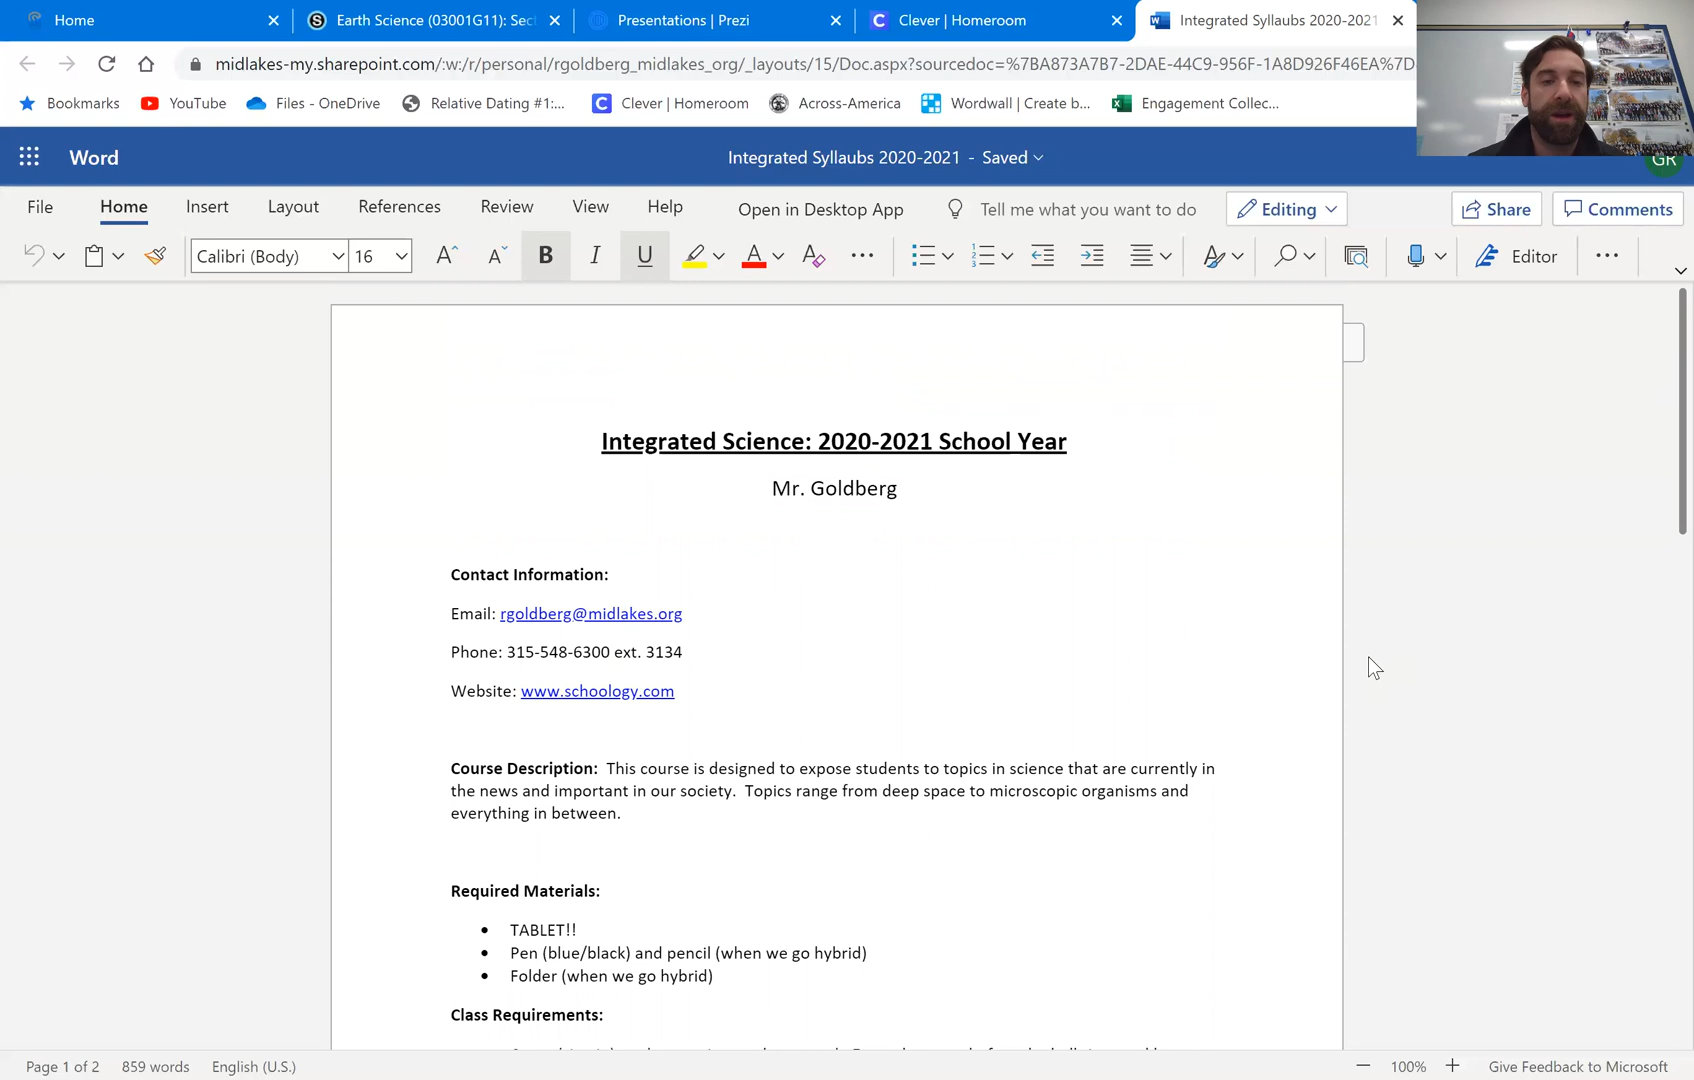 Home
Earth Science (03001G11): Sect
Presentations | Prezi
Clever | Homeroom
Integrated Syllaubs 2020-2021
midlakes-my.sharepoint.com/:w:/r/personal/rgoldberg_midlakes_org/_layouts/15/Doc.aspx?sourcedoc=%7BA873A7B7-2DAE-44C9-956F-1A8D926F46EA%7D
Bookmarks YouTube Files - OneDrive Relative Dating #1:... Clever | Homeroom Across-America Wordwall | Create b... Engagement Collec...
Word Integrated Syllaubs 2020-2021 - Saved
GR
File Home Insert Layout References Review View Help Open in Desktop App Tell me what you want to do Editing Share Comments
Calibri (Body) 16 Editor
Integrated Science: 2020-2021 School Year
Mr. Goldberg
Contact Information:
Email: rgoldberg@midlakes.org
Phone: 315-548-6300 ext. 3134
Website: www.schoology.com
Course Description: This course is designed to expose students to topics in science that are currently in
the news and important in our society. Topics range from deep space to microscopic organisms and
everything in between.
Required Materials:
• TABLET!!
• Pen (blue/black) and pencil (when we go hybrid)
• Folder (when we go hybrid)
Class Requirements:
Page 1 of 2 859 words English (U.S.) 100% Give Feedback to Microsoft